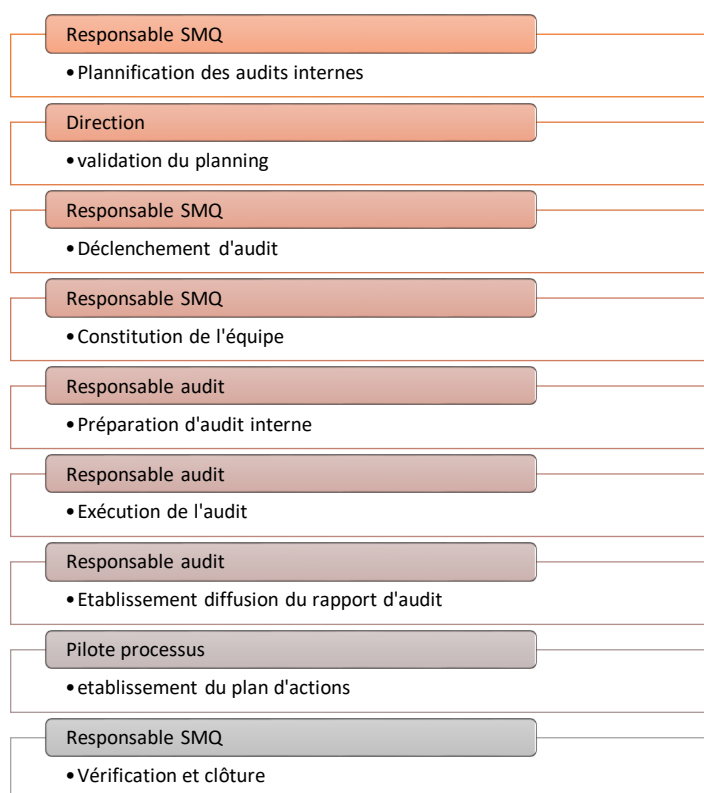 Responsable SMQ
•Plannification des audits internes
Direction
•validation du planning
Responsable SMQ
•Déclenchement d'audit
Responsable SMQ
•Constitution de l'équipe
Responsable audit
•Préparation d'audit interne
Responsable audit
•Exécution de l'audit
Responsable audit
•Etablissement diffusion du rapport d'audit
Pilote processus
•etablissement du plan d'actions
Responsable SMQ
•Vérification et clôture